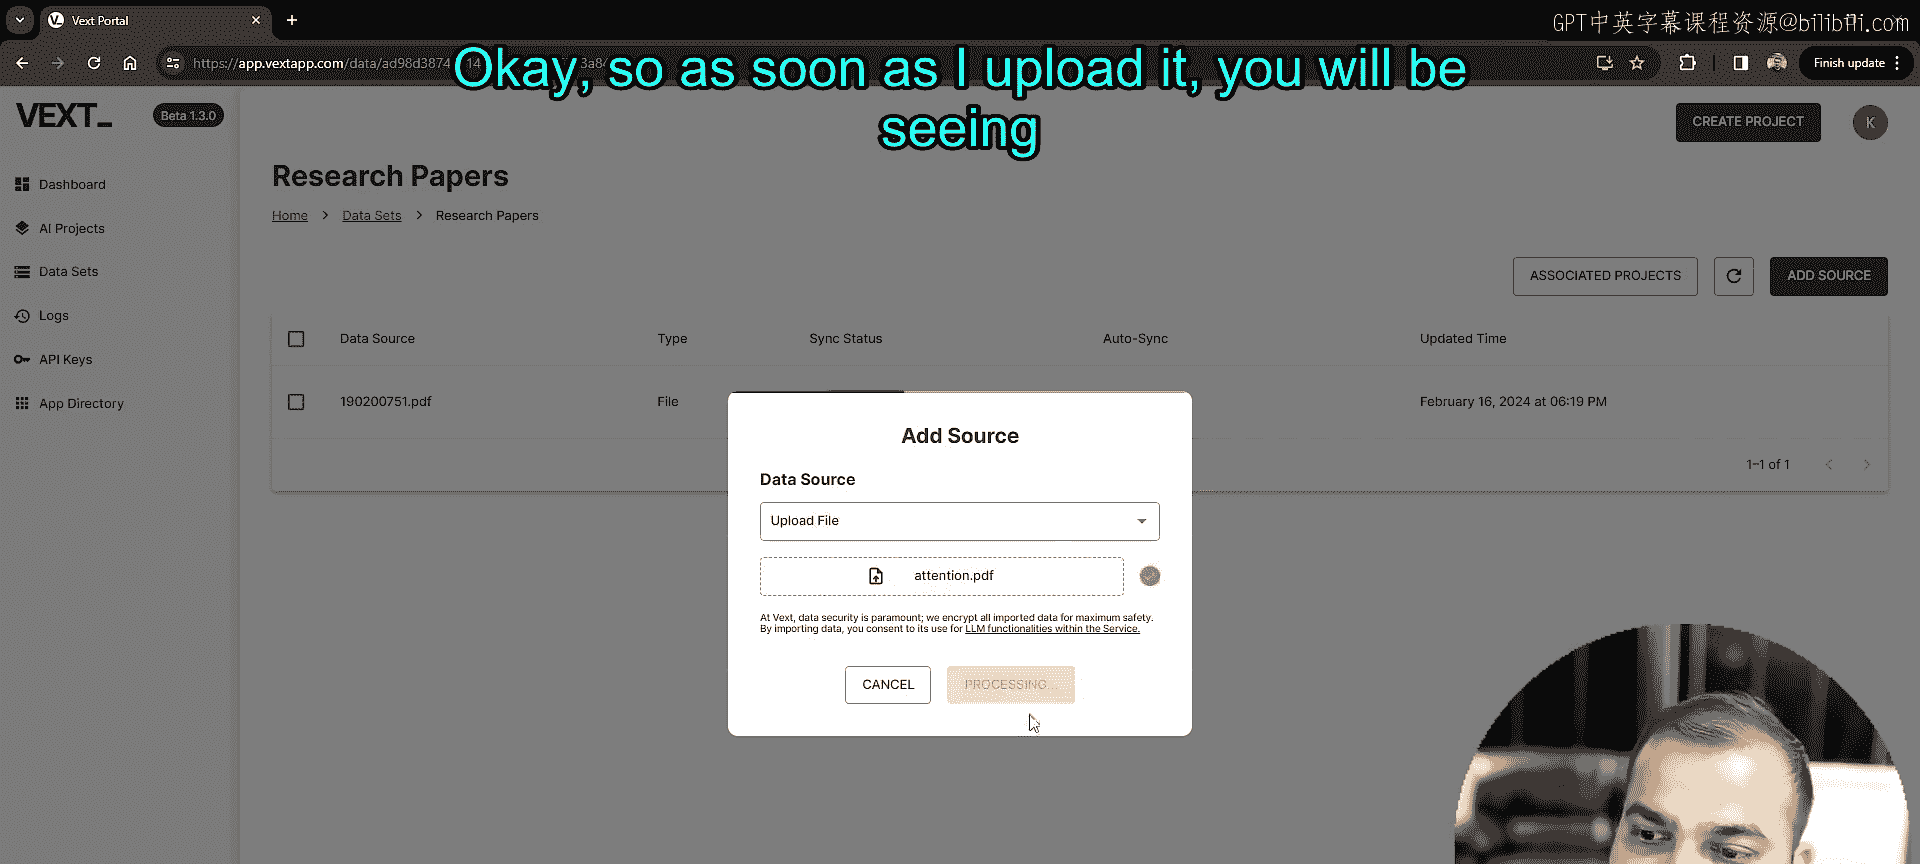 Vext Portal
GPT中英字幕课程资源@bilibili.com
https://app.vextapp.com/data/ad98d3874
Finish update
Okay, so as soon as I upload it, you will be
seeing
VEXT_
Beta 1.3.0
CREATE PROJECT
K
Dashboard
AI Projects
Data Sets
Logs
API Keys
App Directory
Research Papers
Home > Data Sets > Research Papers
ASSOCIATED PROJECTS
ADD SOURCE
Data Source Type Sync Status Auto-Sync Updated Time
190200751.pdf File February 16, 2024 at 06:19 PM
1–1 of 1
Add Source
Data Source
Upload File
attention.pdf
At Vext, data security is paramount; we encrypt all imported data for maximum safety.
By importing data, you consent to its use for LLM functionalities within the Service.
CANCEL
PROCESSING...